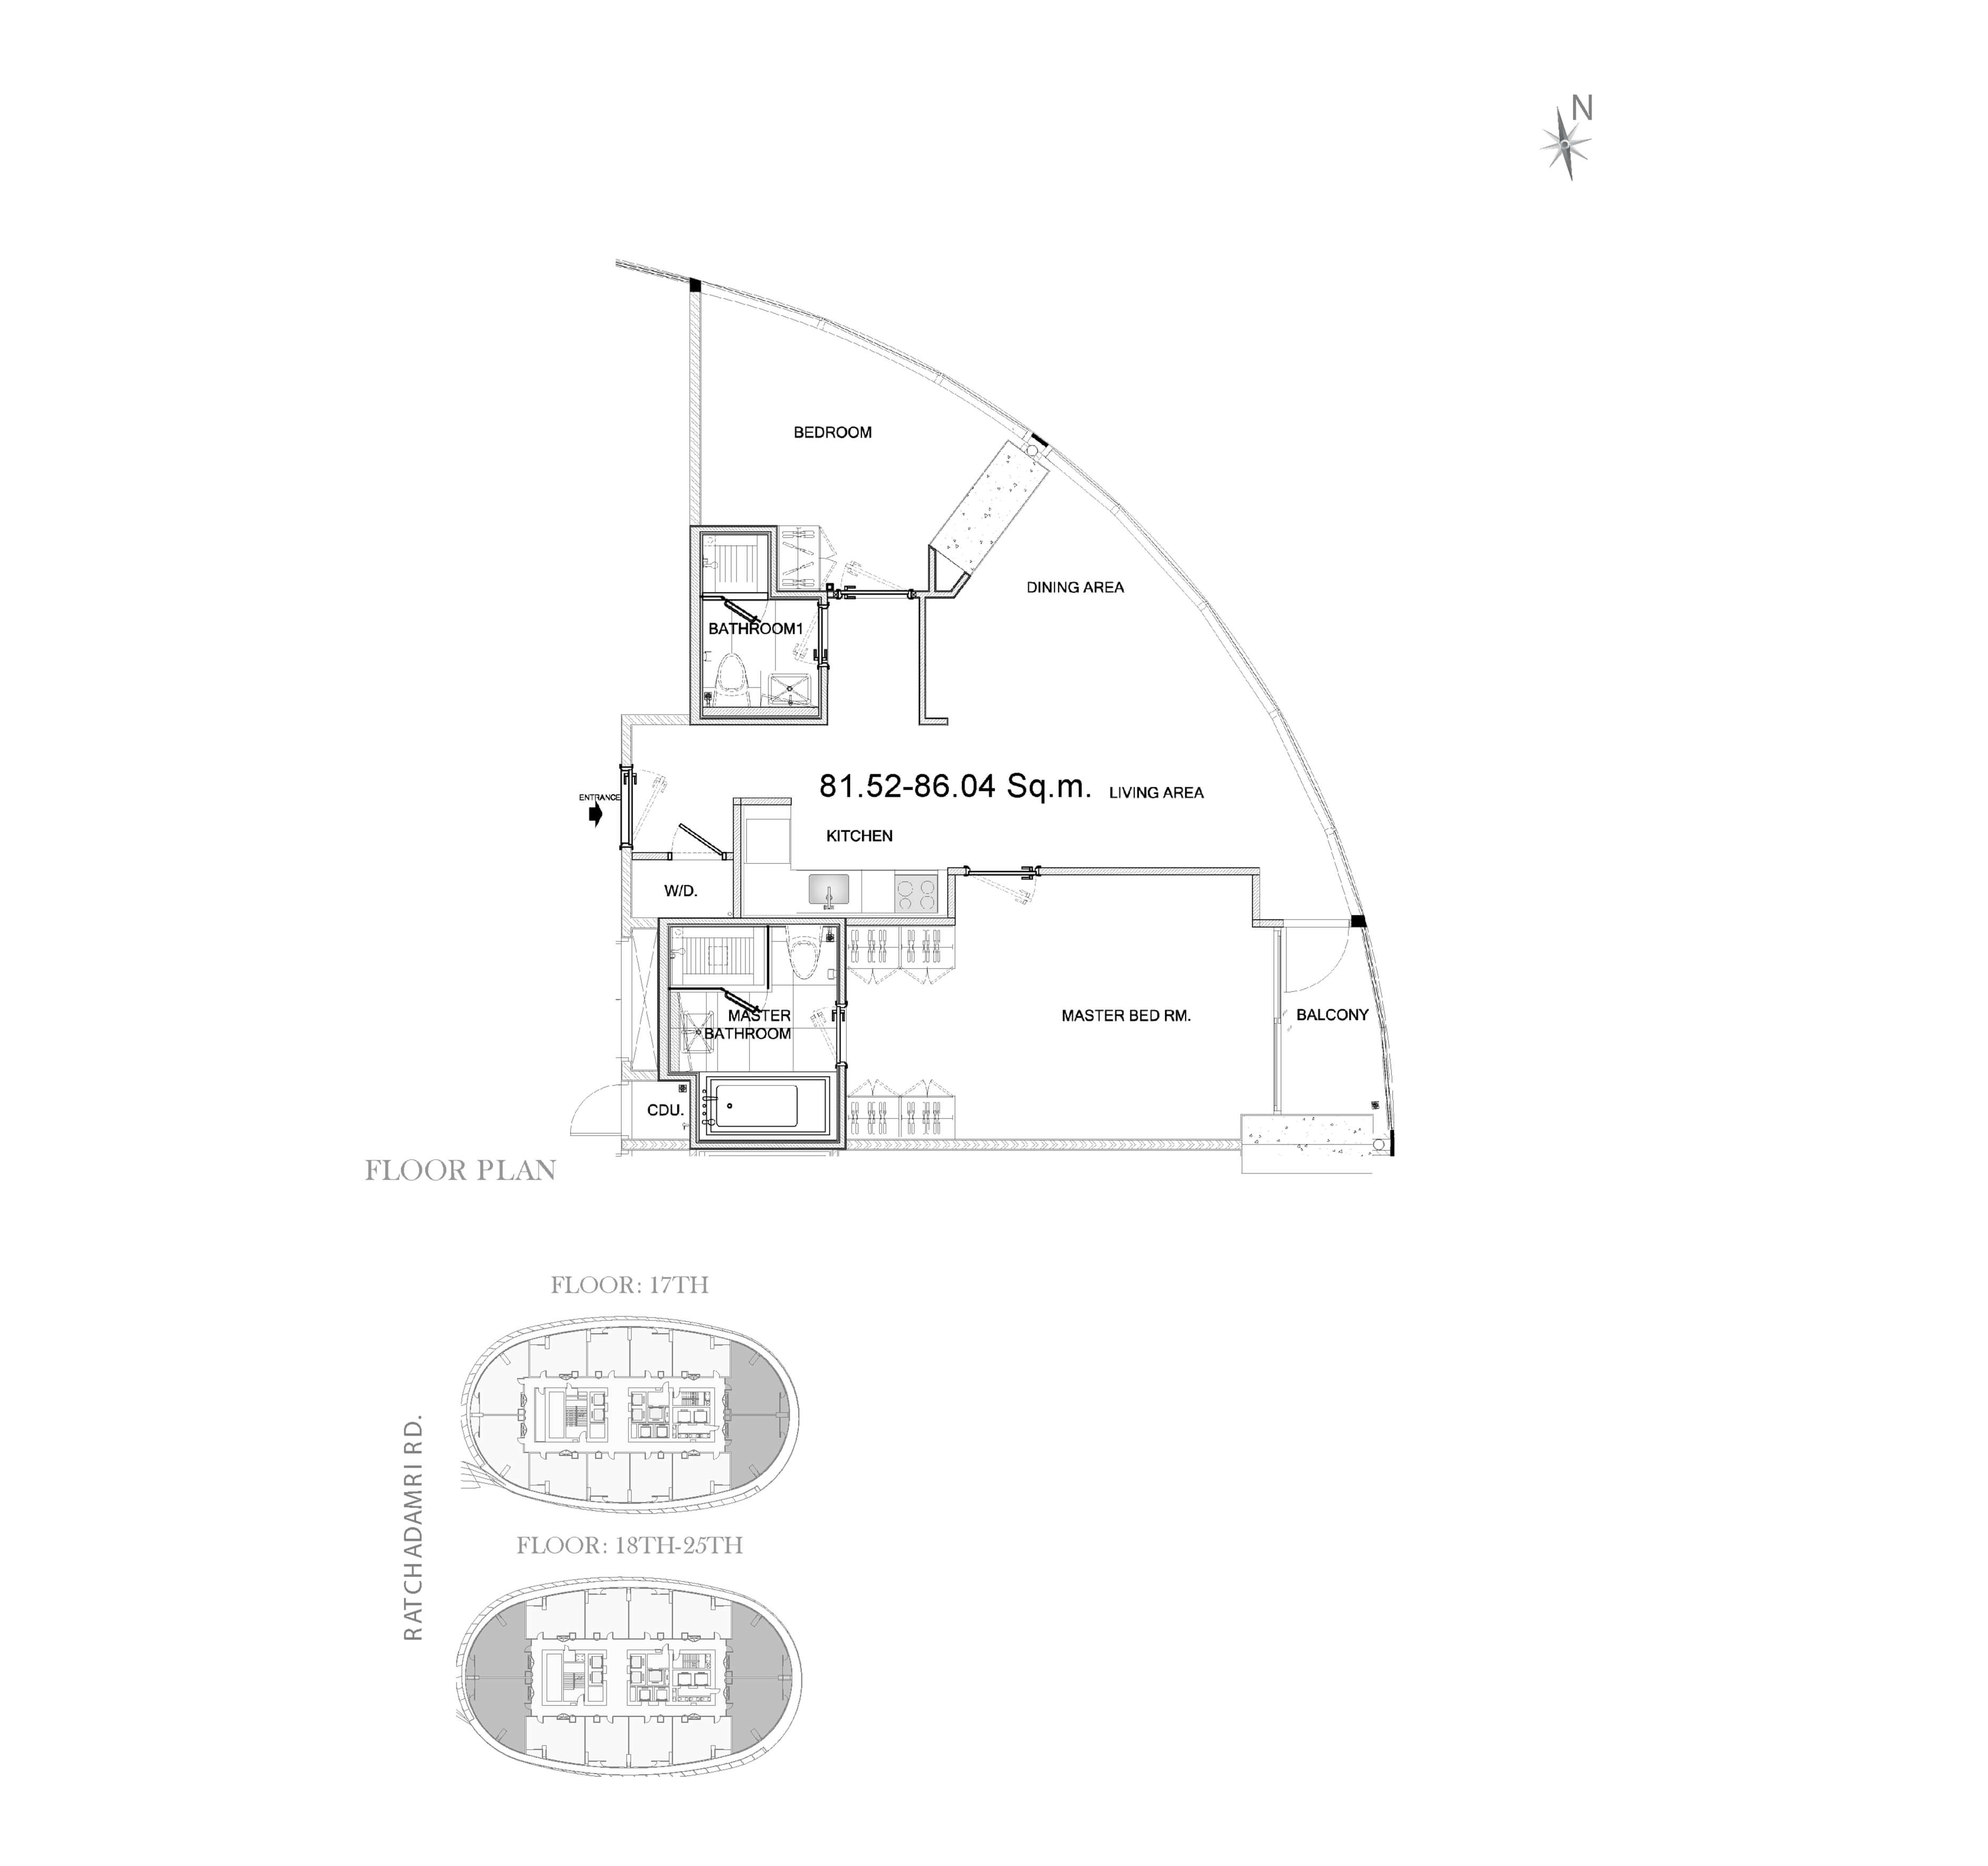 N
BEDROOM
DINING AREA
BATHROOM1
81.52-86.04 Sq.m.
LIVING AREA
ENTRANCE
KITCHEN
W/D.
MASTER
BATHROOM
MASTER BED RM.
BALCONY
CDU.
FLOOR PLAN
FLOOR: 17TH
RATCHADAMRI RD.
FLOOR: 18TH-25TH